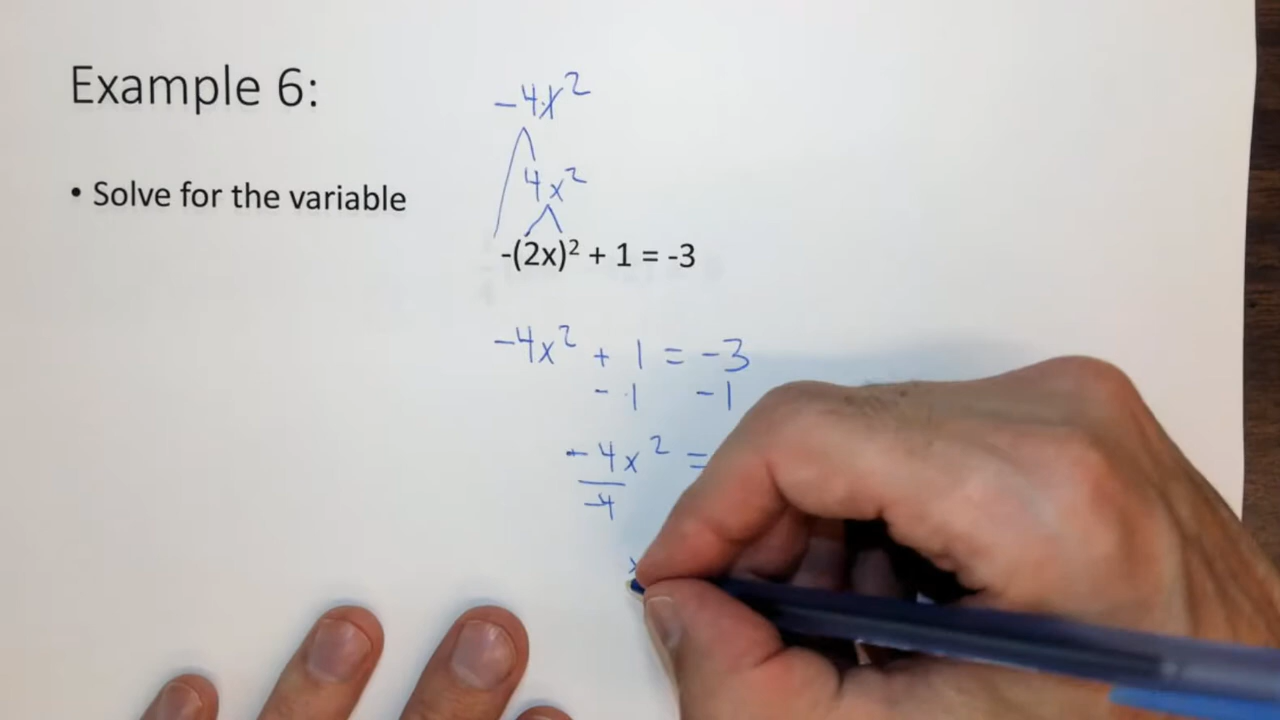 Example 6:
• Solve for the variable
-4x²
4x²
-(2x)² + 1 = -3
-4x² + 1 = -3
- 1 -1
-4x² =
-4
x